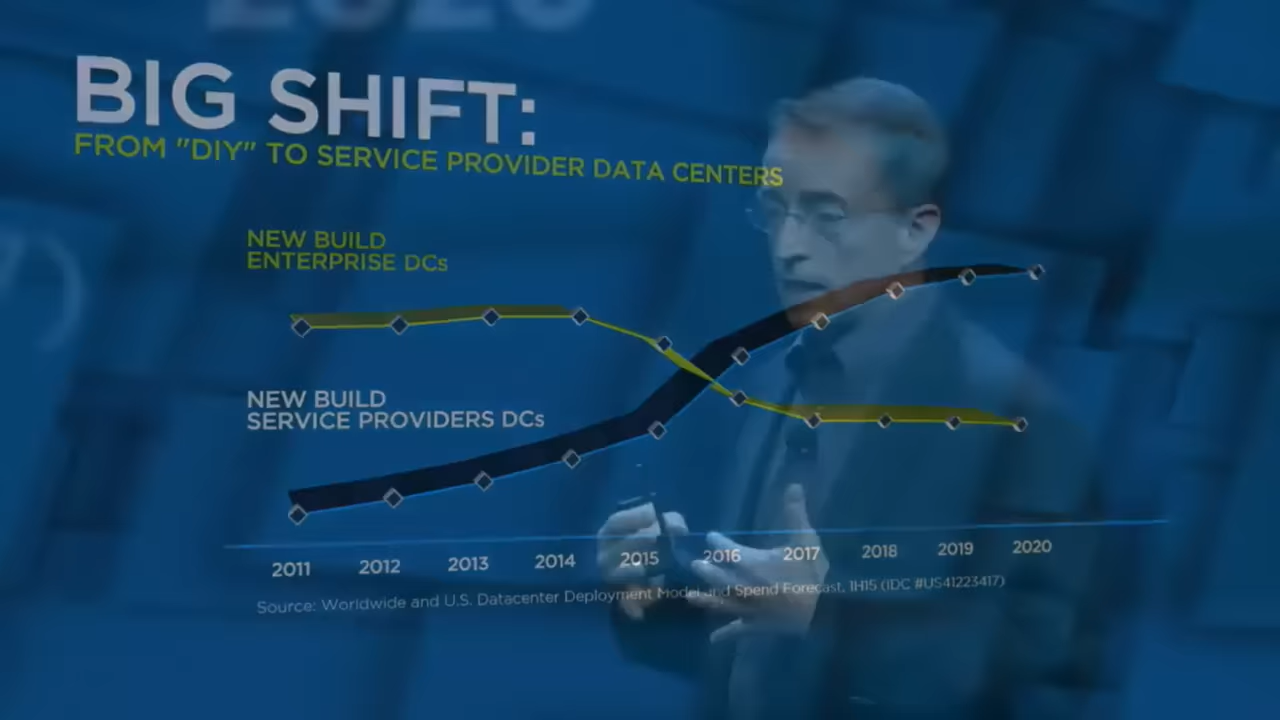 2020
BIG SHIFT:
FROM "DIY" TO SERVICE PROVIDER DATA CENTERS
NEW BUILD
ENTERPRISE DCs
NEW BUILD
SERVICE PROVIDERS DCs
2011 2012 2013 2014 2015 2016 2017 2018 2019 2020
Source: Worldwide and U.S. Datacenter Deployment Model and Spend Forecast, 1H15 (IDC #US41223417)